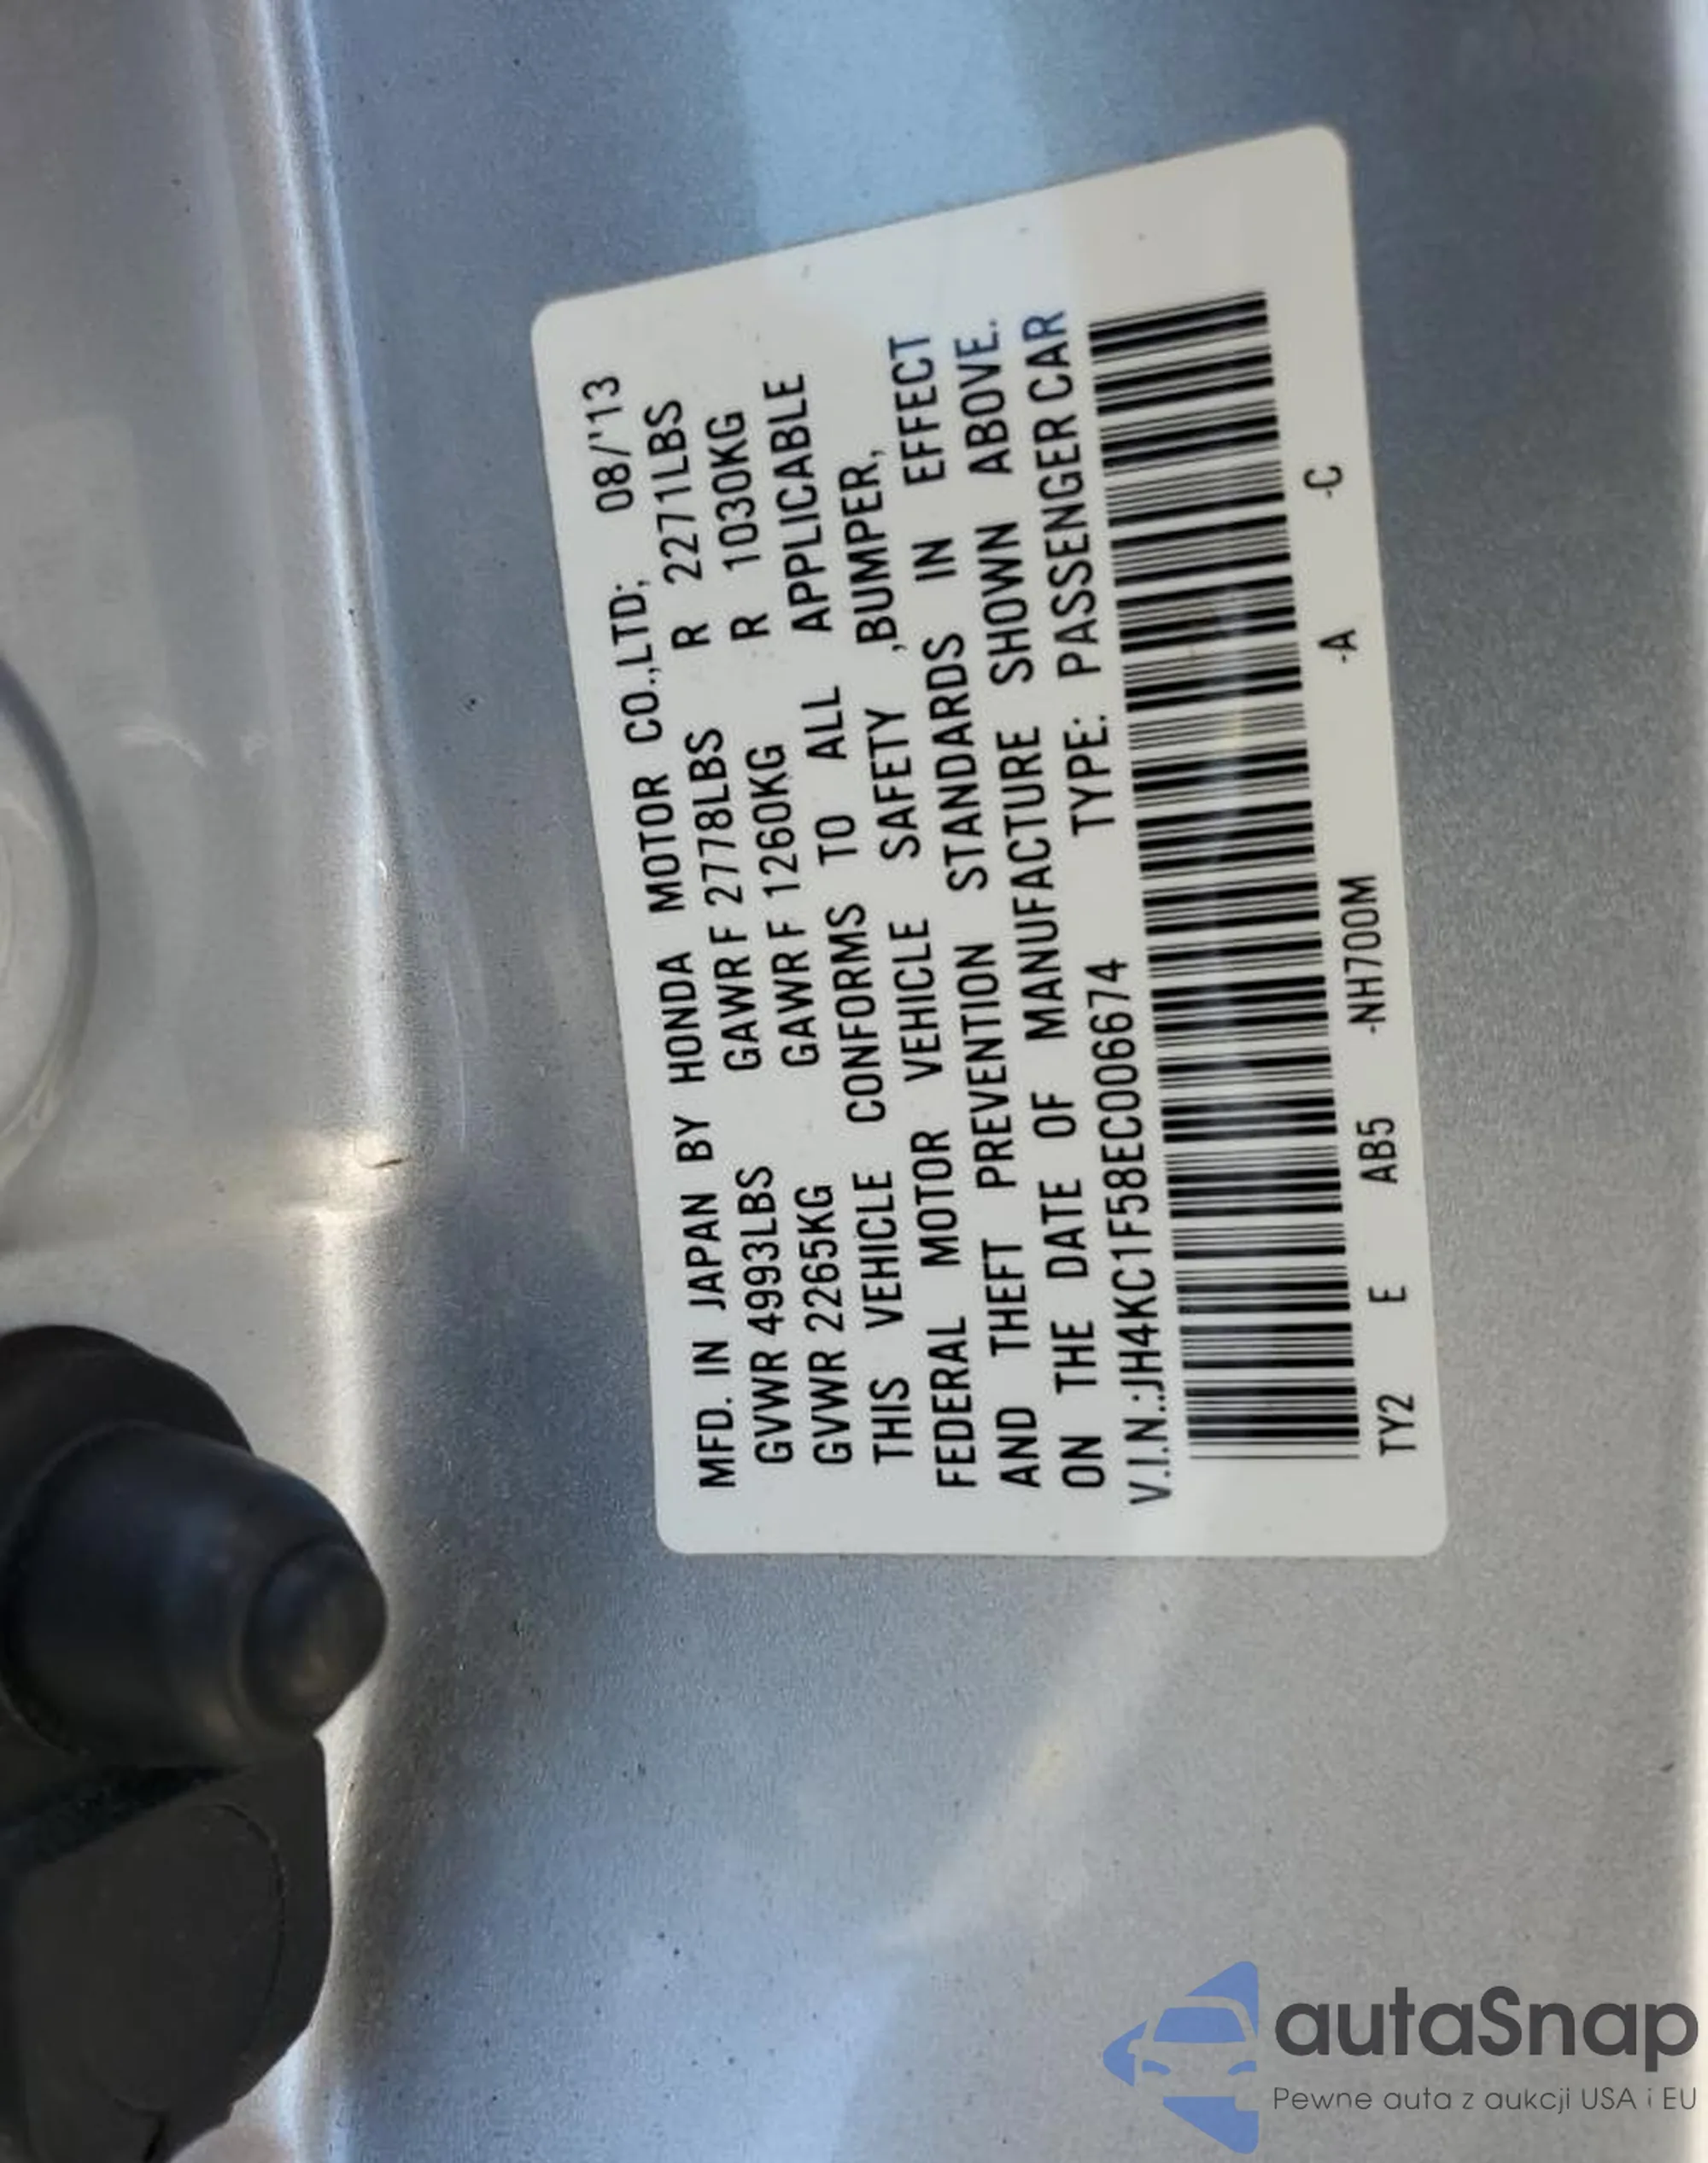 MFD. IN JAPAN BY HONDA MOTOR CO.,LTD; 08/'13
GVWR 4993LBS GAWR F 2778LBS R 2271LBS
GVWR 2265KG GAWR F 1260KG R 1030KG
THIS VEHICLE CONFORMS TO ALL APPLICABLE
FEDERAL MOTOR VEHICLE SAFETY ,BUMPER,
AND THEFT PREVENTION STANDARDS IN EFFECT
ON THE DATE OF MANUFACTURE SHOWN ABOVE.
V.I.N.:JH4KC1F58EC006674 TYPE: PASSENGER CAR
TY2 E AB5 -NH700M -A -C
autaSnap
Pewne auta z aukcji USA i EU